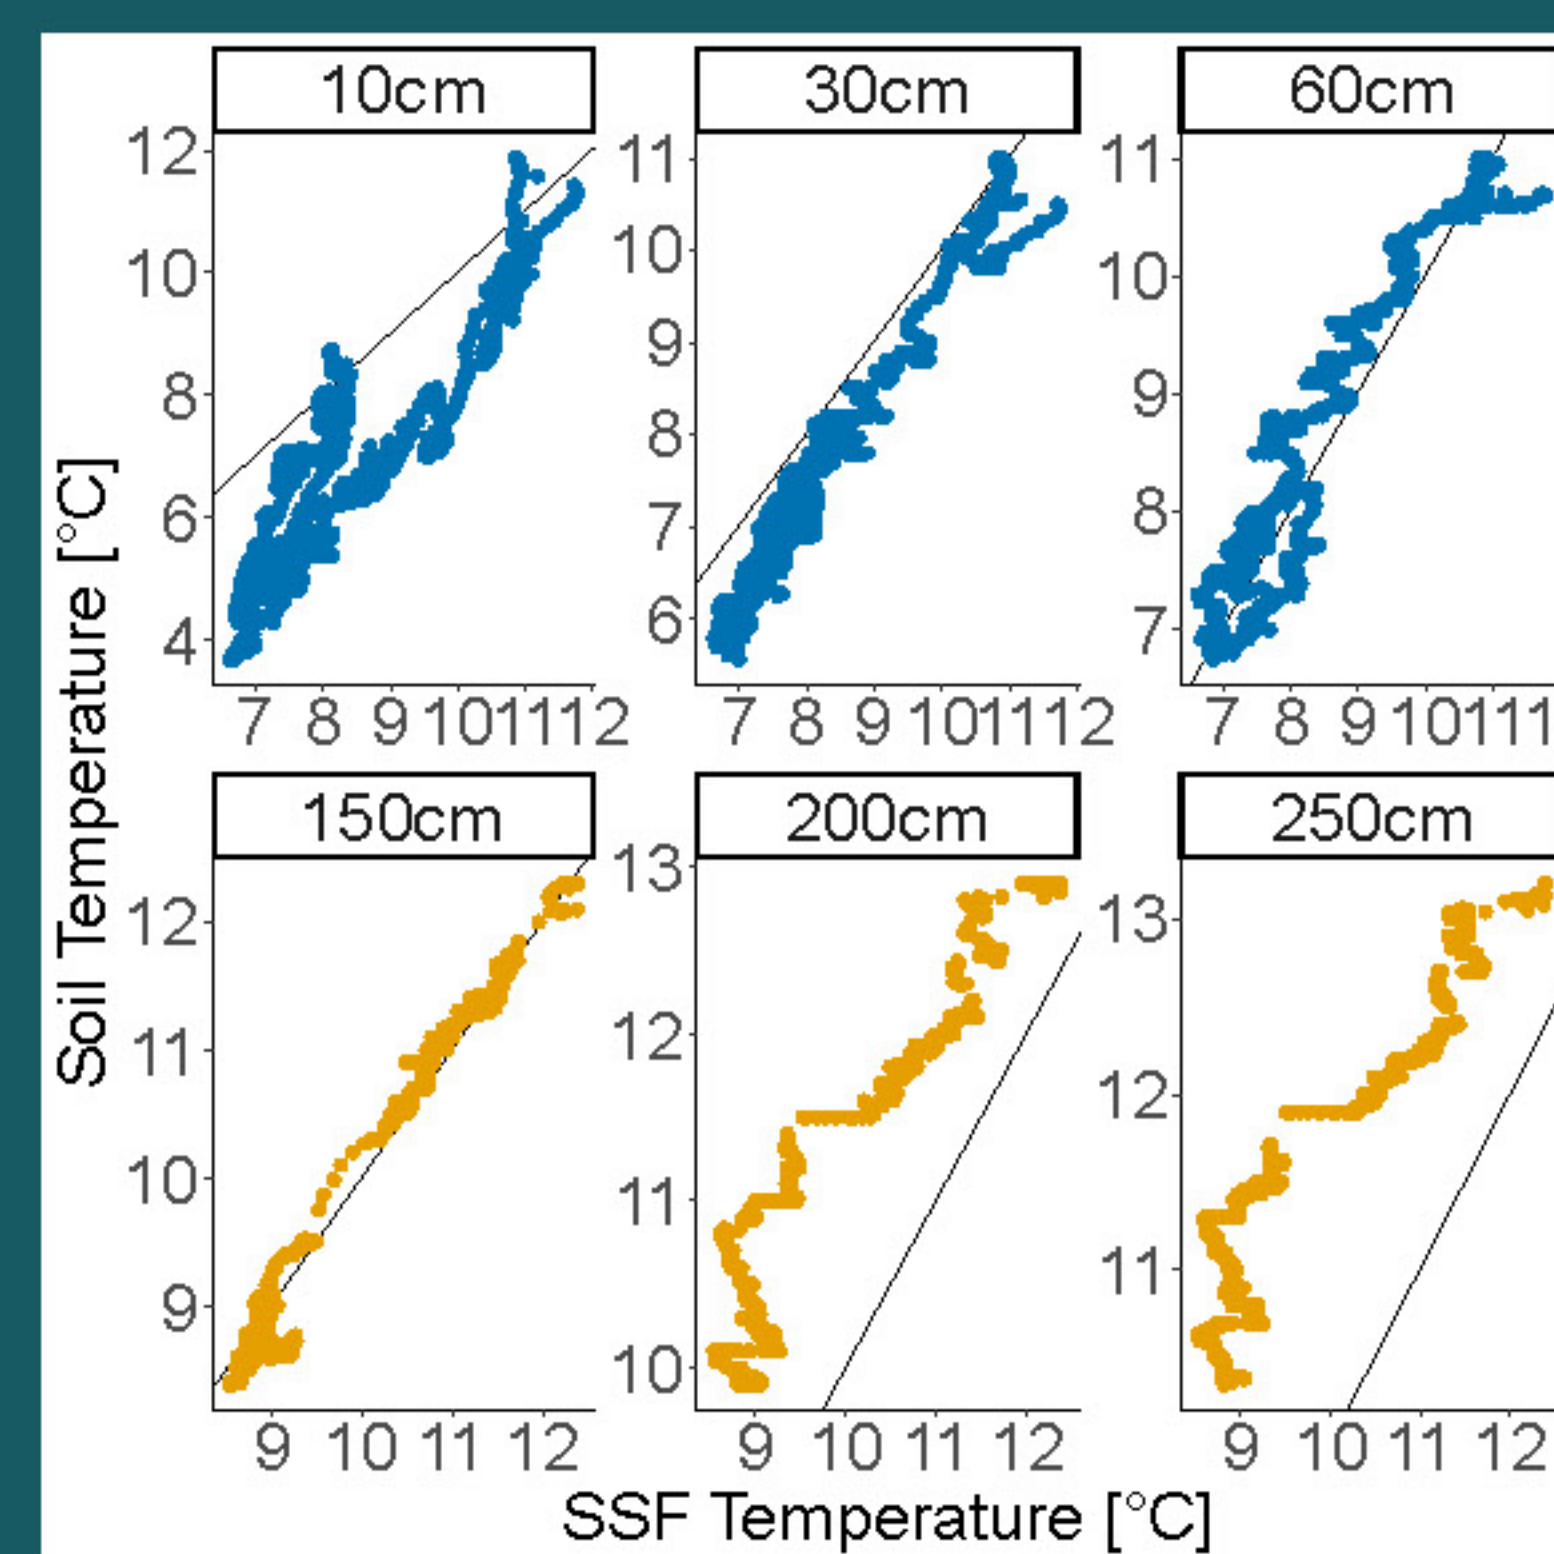 10cm 30cm 60cm
12 11 11
10 10 10
8 9 9
6 8 8
4 7 7
6
7 8 9 10 11 12 7 8 9 10 11 12 7 8 9 10 11
Soil Temperature [°C]
150cm 200cm 250cm
13 13
12 12 12
11 11 11
10 10
9
9 10 11 12 9 10 11 12 9 10 11 12
SSF Temperature [°C]